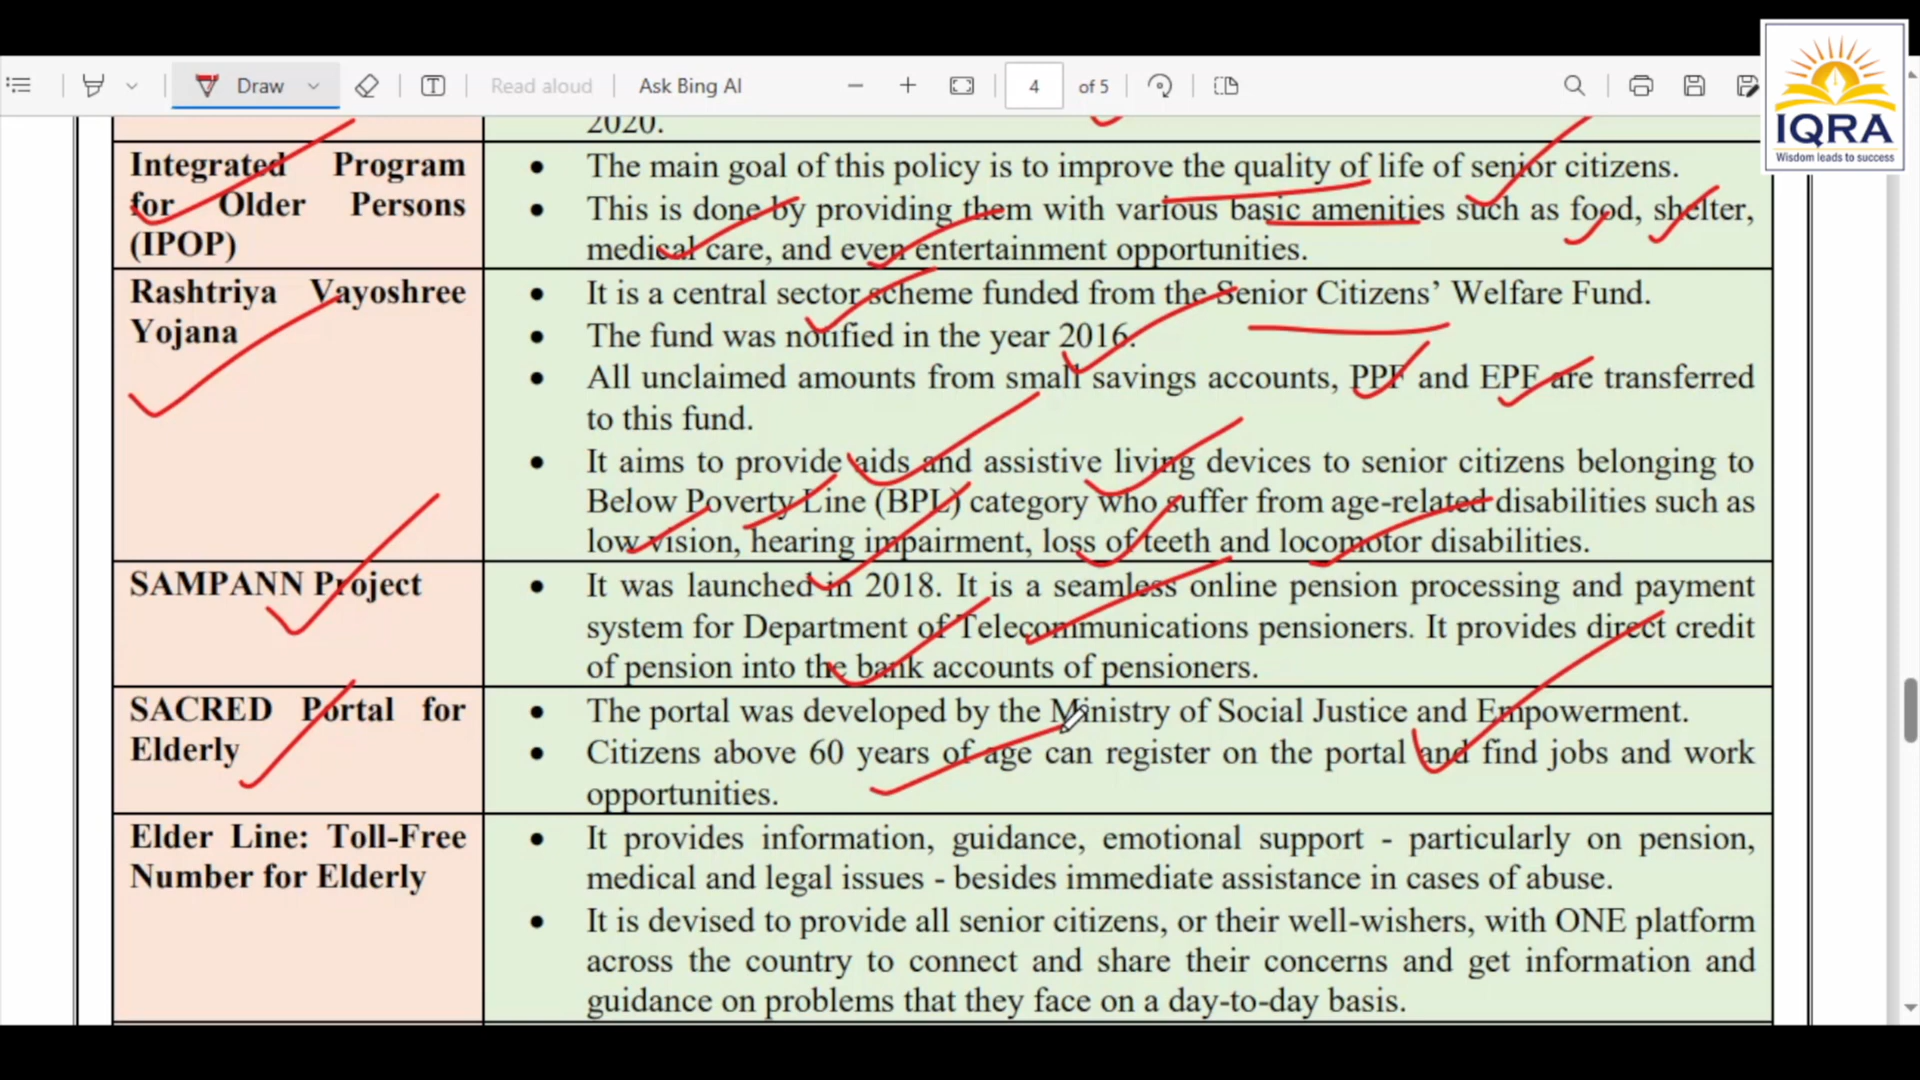 Draw
Read aloud
Ask Bing AI
4 of 5
IQRA
Wisdom leads to success
2020.
Integrated Program
for Older Persons
(IPOP)
• The main goal of this policy is to improve the quality of life of senior citizens.
• This is done by providing them with various basic amenities such as food, shelter,
medical care, and even entertainment opportunities.
Rashtriya Vayoshree
Yojana
• It is a central sector scheme funded from the Senior Citizens’ Welfare Fund.
• The fund was notified in the year 2016.
• All unclaimed amounts from small savings accounts, PPF and EPF are transferred
to this fund.
• It aims to provide aids and assistive living devices to senior citizens belonging to
Below Poverty Line (BPL) category who suffer from age-related disabilities such as
low vision, hearing impairment, loss of teeth and locomotor disabilities.
SAMPANN Project
• It was launched in 2018. It is a seamless online pension processing and payment
system for Department of Telecommunications pensioners. It provides direct credit
of pension into the bank accounts of pensioners.
SACRED Portal for
Elderly
• The portal was developed by the Ministry of Social Justice and Empowerment.
• Citizens above 60 years of age can register on the portal and find jobs and work
opportunities.
Elder Line: Toll-Free
Number for Elderly
• It provides information, guidance, emotional support - particularly on pension,
medical and legal issues - besides immediate assistance in cases of abuse.
• It is devised to provide all senior citizens, or their well-wishers, with ONE platform
across the country to connect and share their concerns and get information and
guidance on problems that they face on a day-to-day basis.